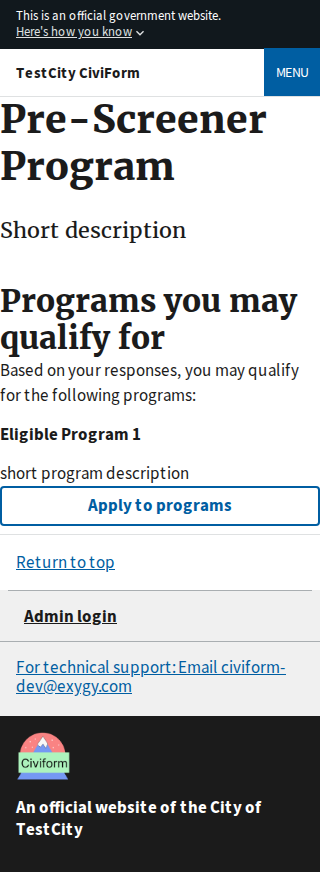 This is an official government website.
Here's how you know
TestCity CiviForm
MENU
Pre-Screener
Program
Short description
Programs you may
qualify for
Based on your responses, you may qualify
for the following programs:
Eligible Program 1
short program description
Apply to programs
Return to top
Admin login
For technical support: Email civiform-
dev@exygy.com
Civiform
An official website of the City of
TestCity